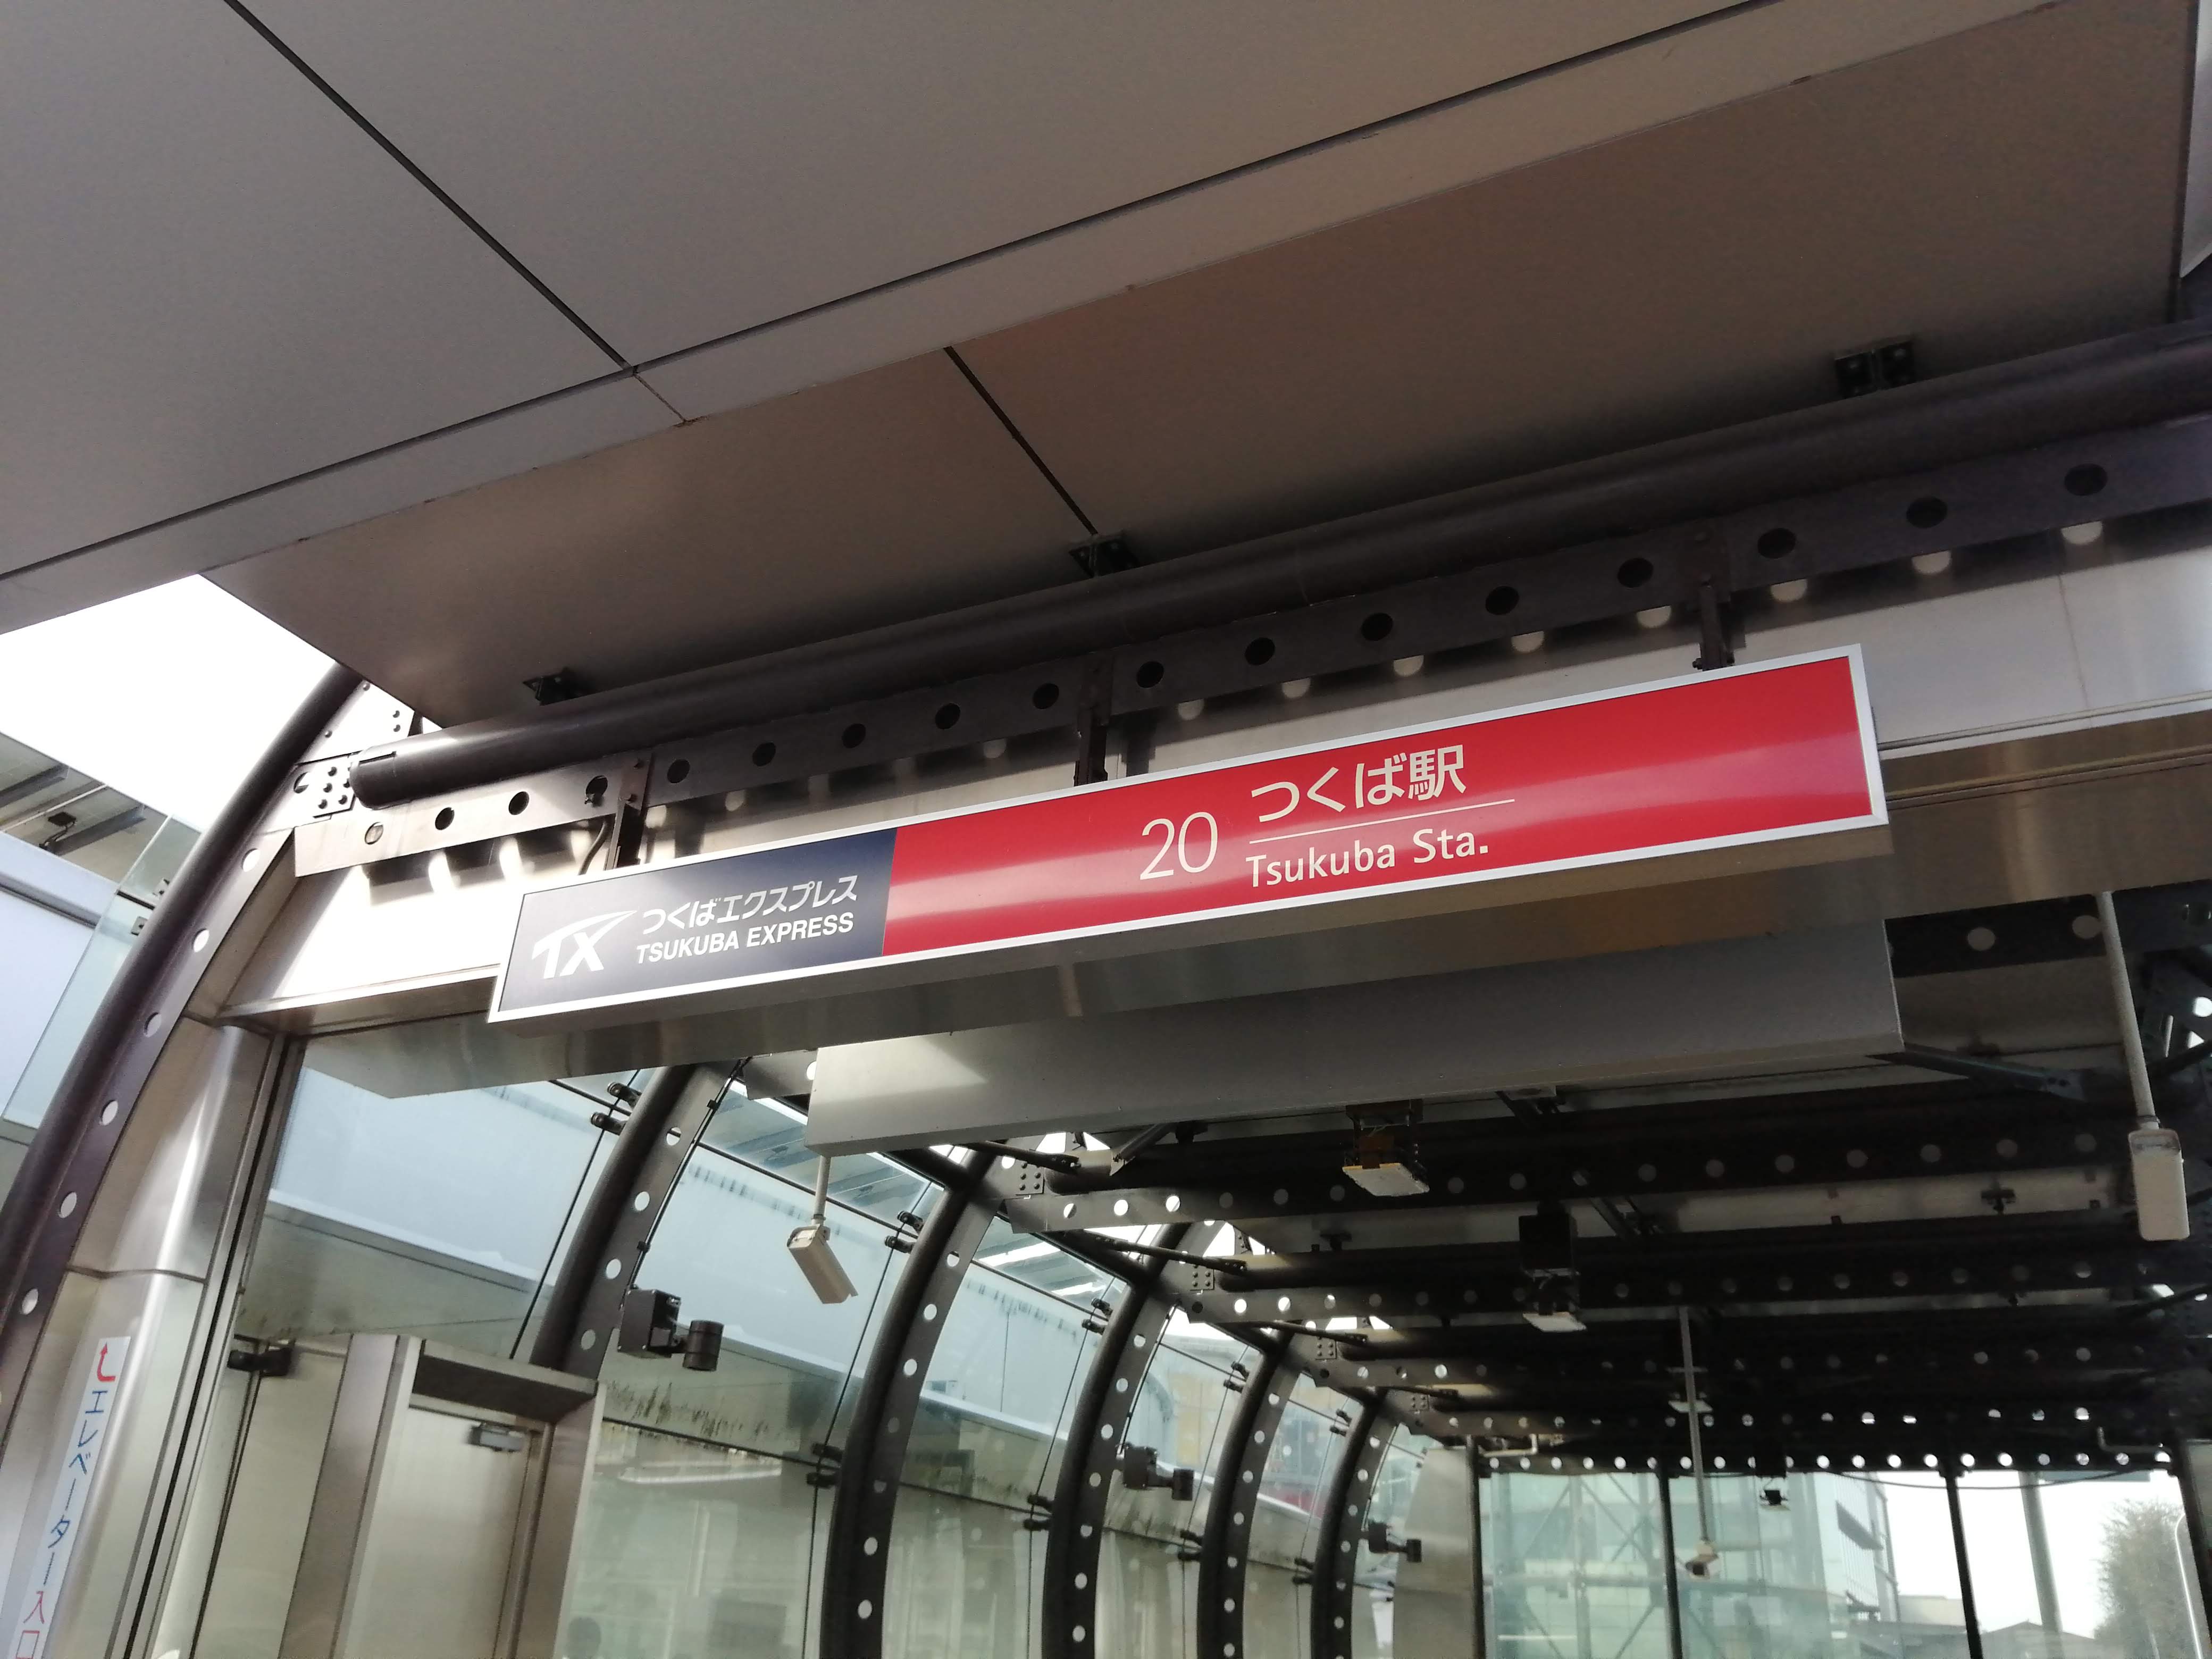 TX
つくばエクスプレス
TSUKUBA EXPRESS
20
つくば駅
Tsukuba Sta.
エレベーター入口